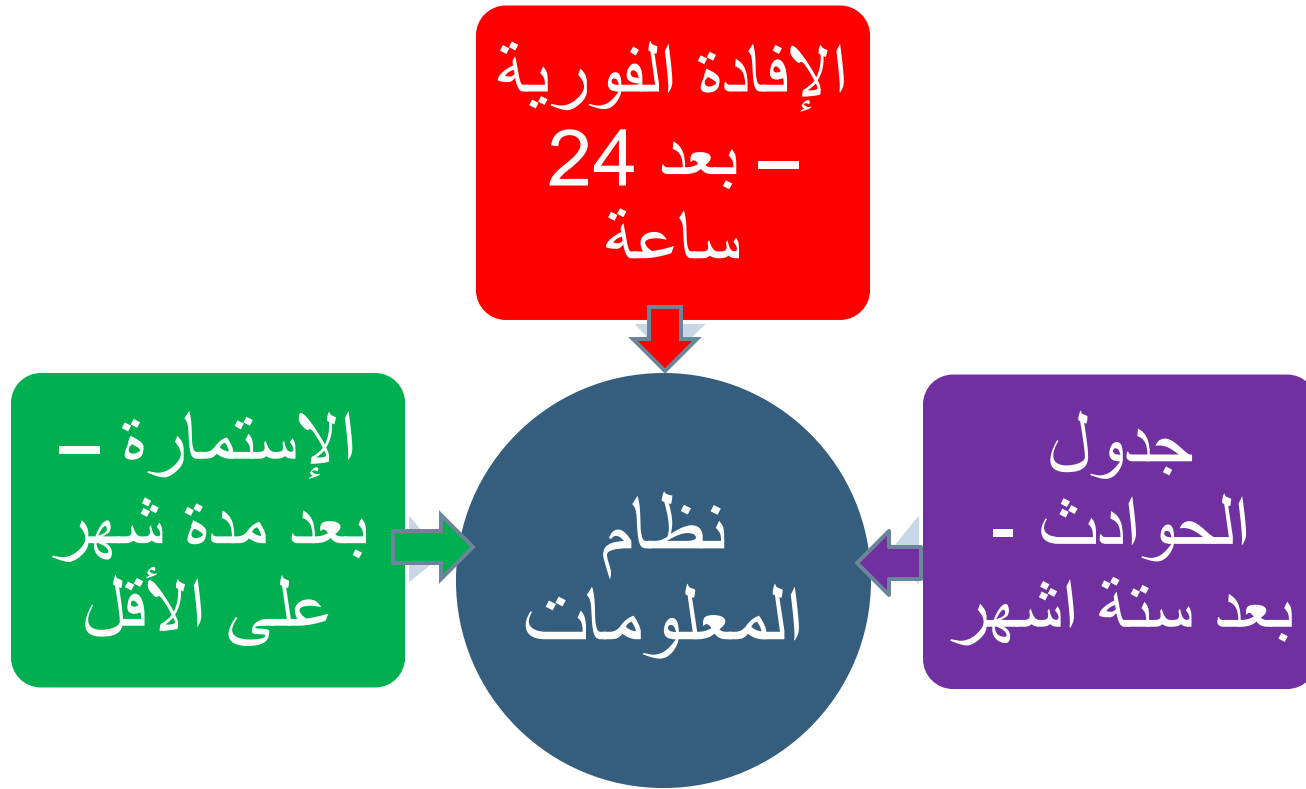 الإفادة الفورية
– بعد 24
ساعة
جدول
الحوادث -
بعد ستة اشهر
نظام
المعلومات
الإستمارة –
بعد مدة شهر
على الأقل